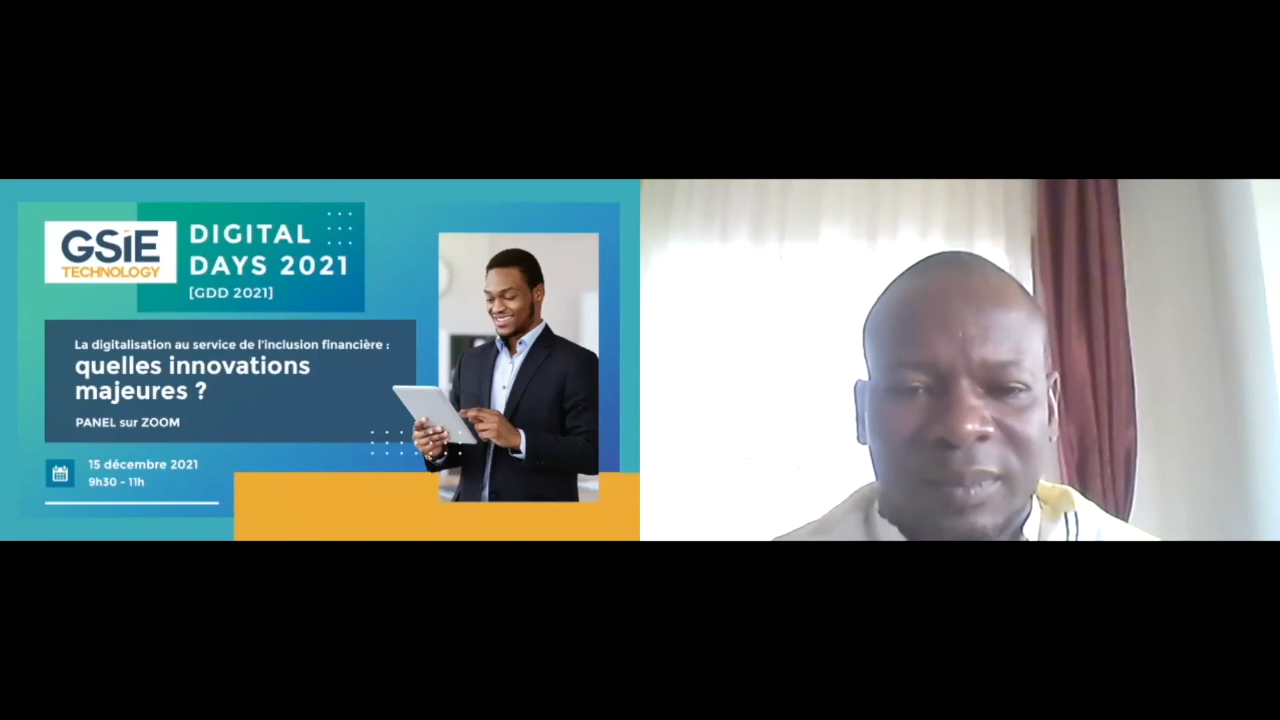 GSiE
TECHNOLOGY
DIGITAL
DAYS 2021
[GDD 2021]
La digitalisation au service de l'inclusion financière :
quelles innovations
majeures ?
PANEL sur ZOOM
15 décembre 2021
9h30 - 11h